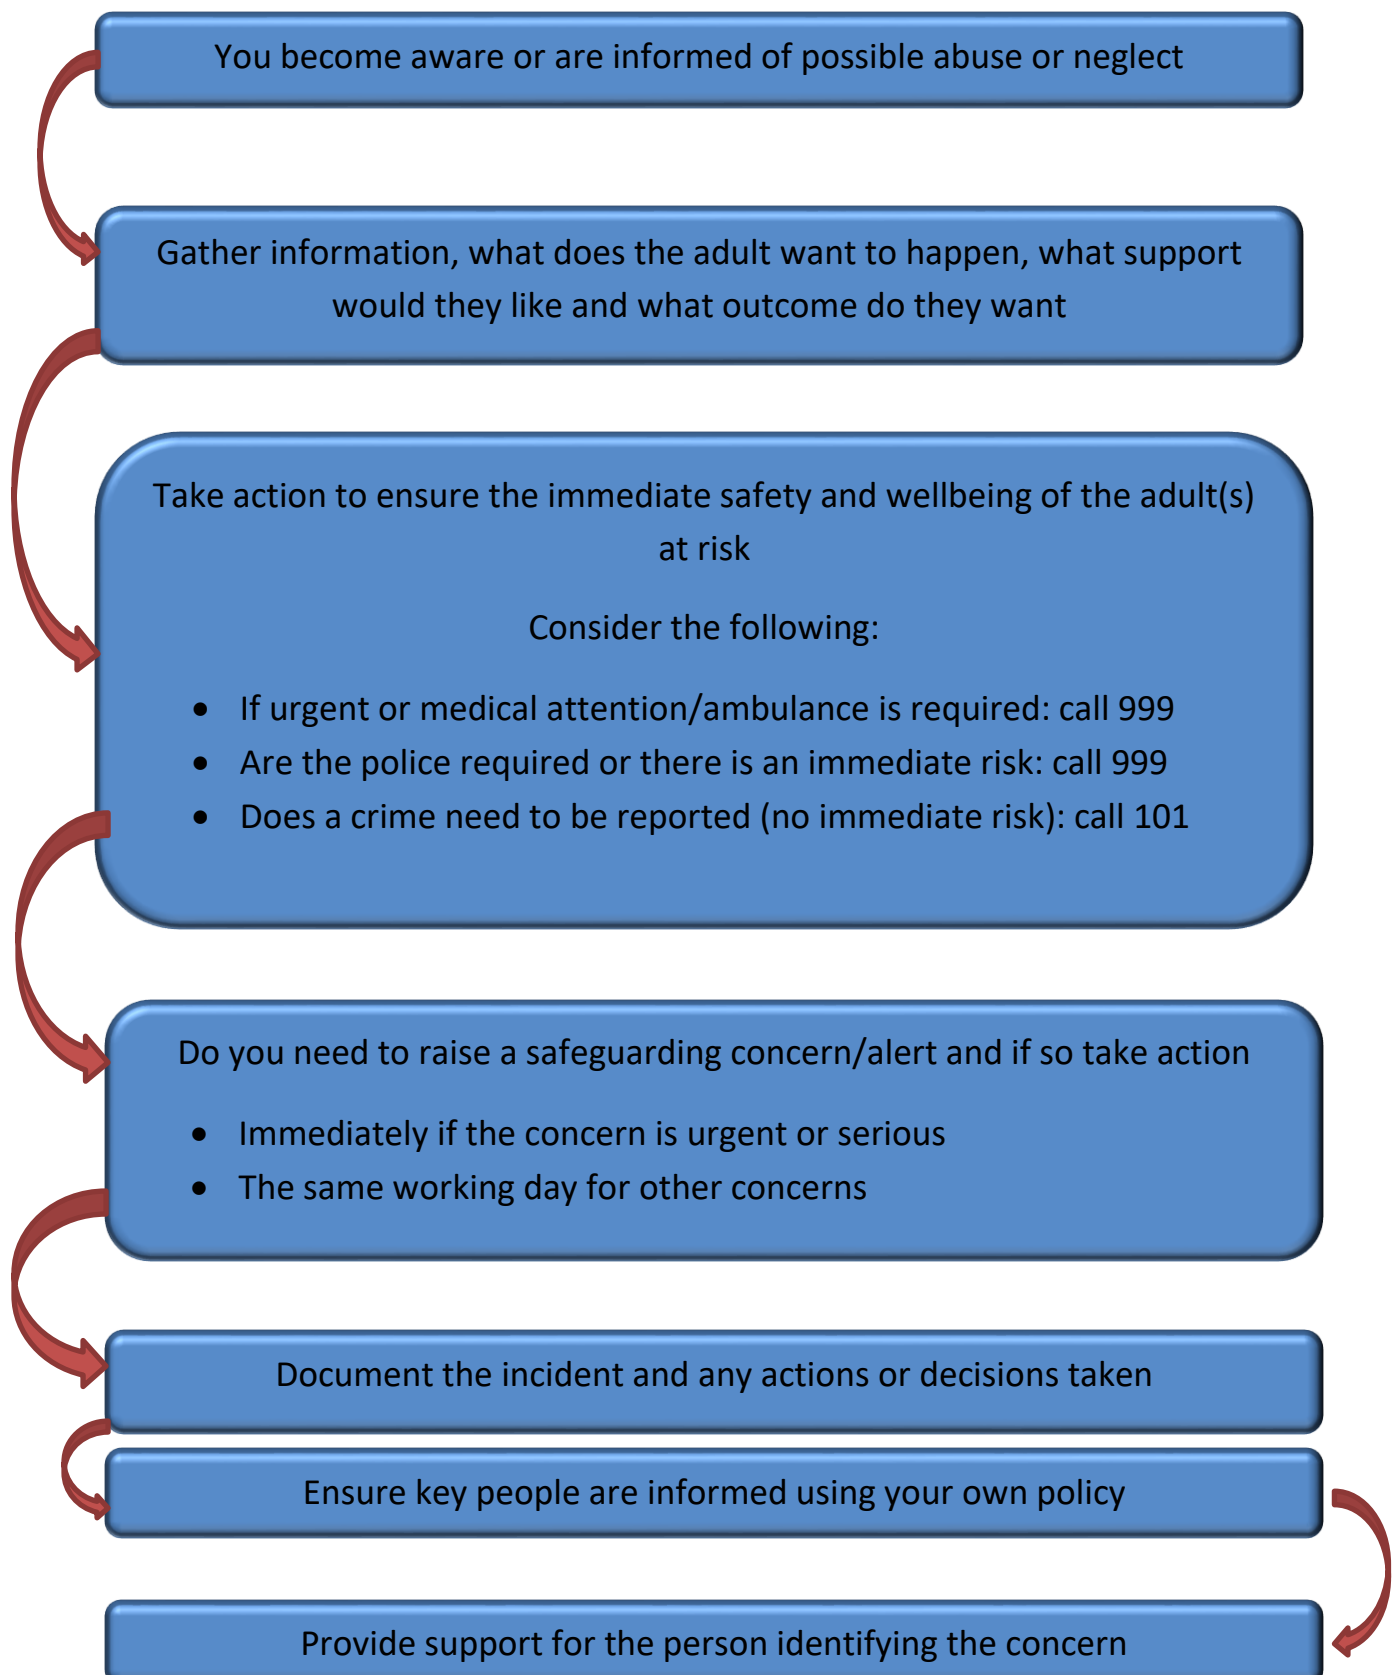 You become aware or are informed of possible abuse or neglect
Gather information, what does the adult want to happen, what support
would they like and what outcome do they want
Take action to ensure the immediate safety and wellbeing of the adult(s)
at risk
Consider the following:
• If urgent or medical attention/ambulance is required: call 999
• Are the police required or there is an immediate risk: call 999
• Does a crime need to be reported (no immediate risk): call 101
Do you need to raise a safeguarding concern/alert and if so take action
• Immediately if the concern is urgent or serious
• The same working day for other concerns
Document the incident and any actions or decisions taken
Ensure key people are informed using your own policy
Provide support for the person identifying the concern